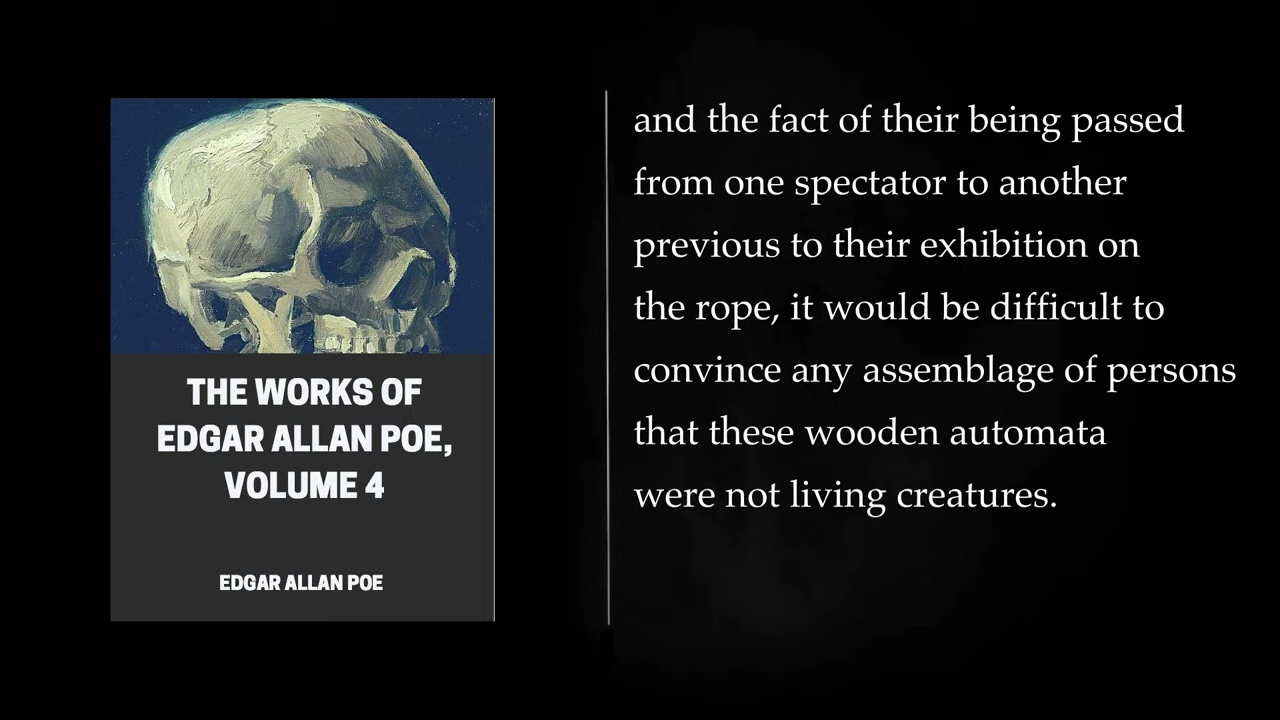 THE WORKS OF
EDGAR ALLAN POE,
VOLUME 4
EDGAR ALLAN POE
and the fact of their being passed
from one spectator to another
previous to their exhibition on
the rope, it would be difficult to
convince any assemblage of persons
that these wooden automata
were not living creatures.